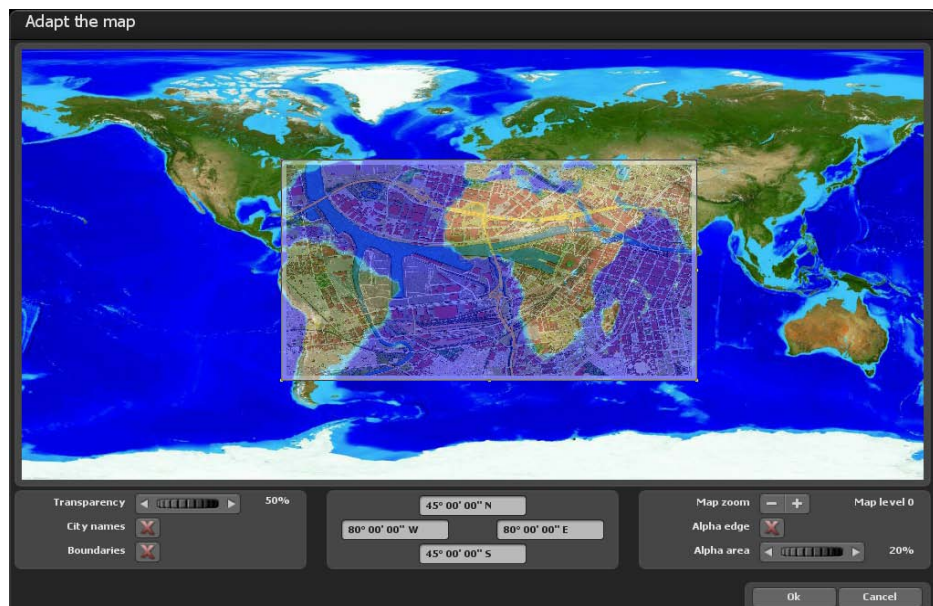 Adapt the map
Transparency 50%
City names
Boundaries
45° 00' 00" N
80° 00' 00" W 80° 00' 00" E
45° 00' 00" S
Map zoom − + Map level 0
Alpha edge
Alpha area 20%
Ok Cancel